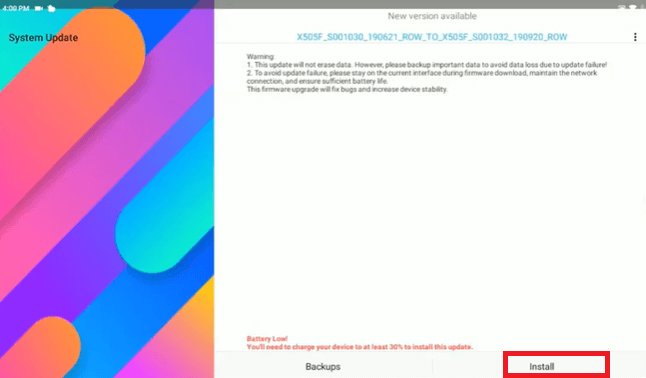 4:09 PM
New version available
System Update
X505F_S001030_190621_ROW_TO_X505F_S001032_190920_ROW
Warning:
1. This update will not erase data. However, please backup important data to avoid data loss due to update failure!
2. To avoid update failure, please stay on the current interface during firmware download, maintain the network
connection, and ensure sufficient battery life.
This firmware upgrade will fix bugs and increase device stability.
Battery Low!
You'll need to charge your device to at least 30% to install this update.
Backups
Install